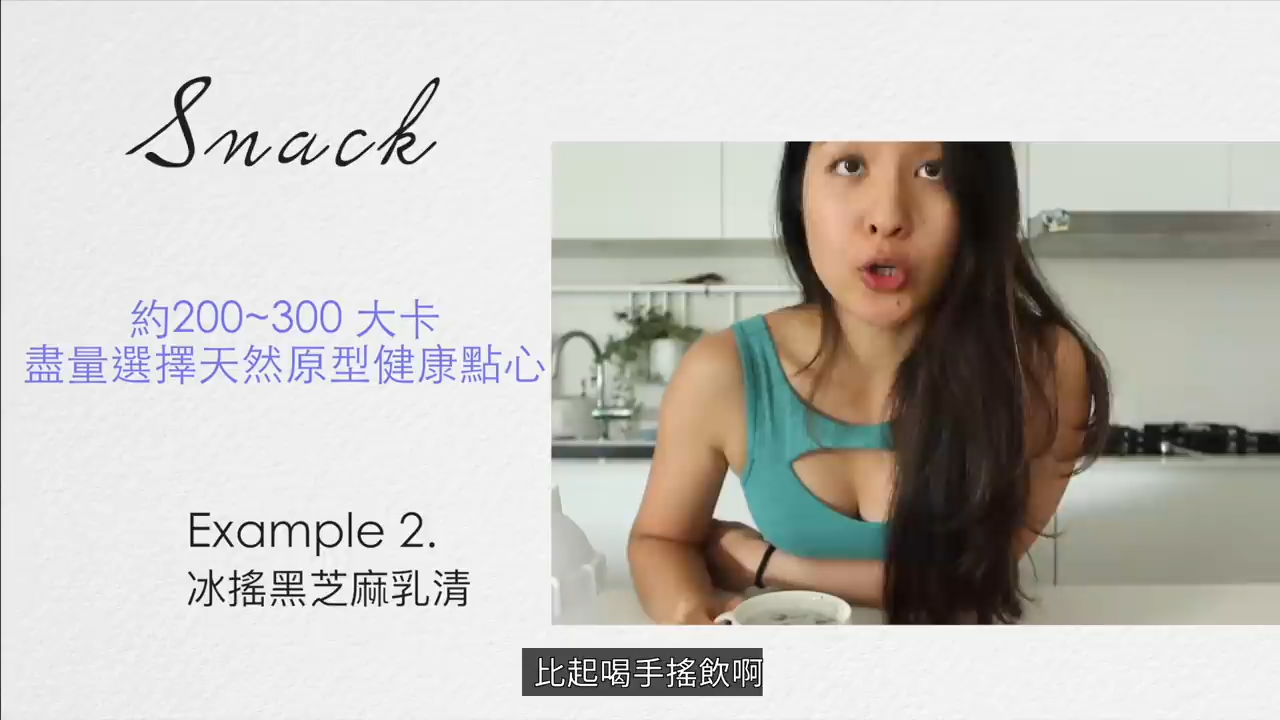 Snack
約200~300 大卡
盡量選擇天然原型健康點心
Example 2.
冰搖黑芝麻乳清
比起喝手搖飲啊